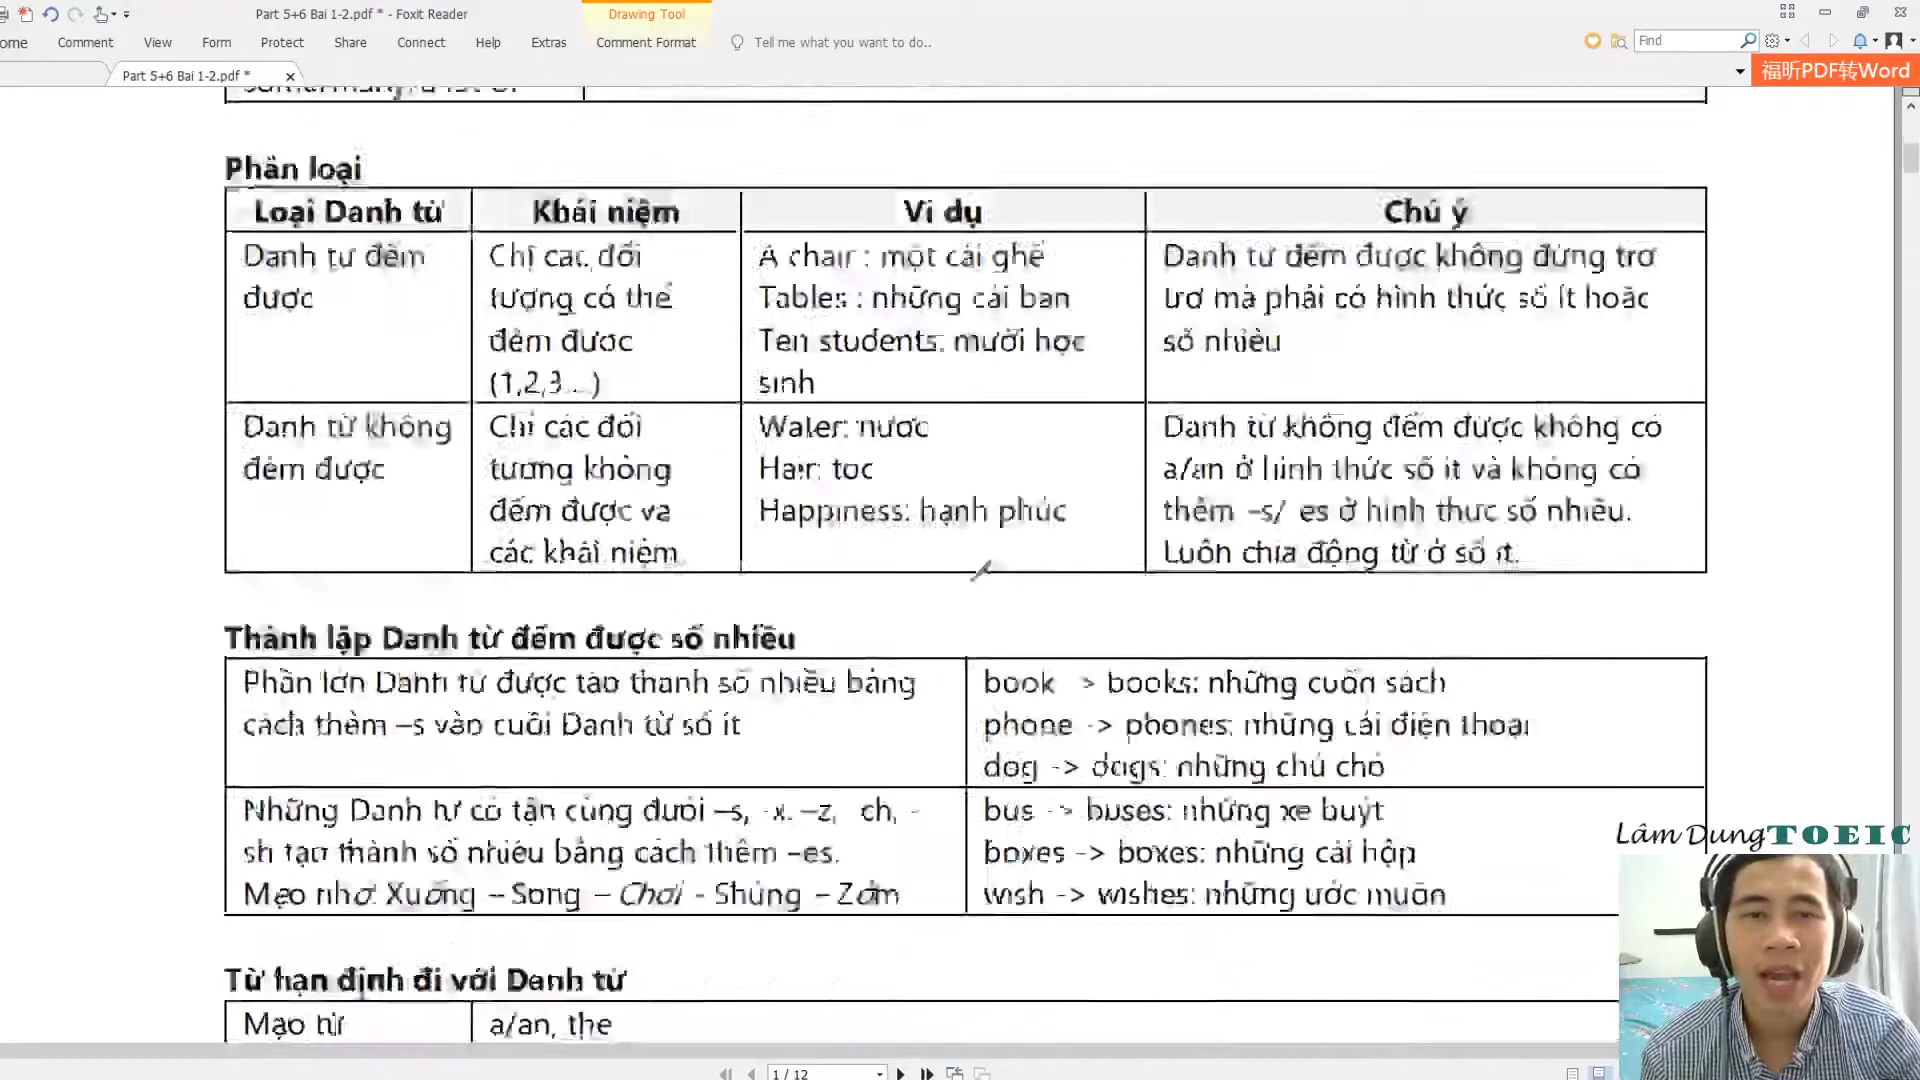 Part 5+6 Bai 1-2.pdf * - Foxit Reader
Drawing Tool
ome Comment View Form Protect Share Connect Help Extras Comment Format Tell me what you want to do.. Find
Part 5+6 Bai 1-2.pdf *
福昕PDF转Word
Phân loại
Loại Danh từ Khái niệm Ví dụ Chú ý
Danh từ đếm được
Chỉ các đối tượng có thể đếm được (1,2,3...)
A chair : một cái ghế
Tables : những cái bàn
Ten students: mười học sinh
Danh từ đếm được không đứng trơ trơ mà phải có hình thức số ít hoặc số nhiều
Danh từ không đếm được
Chỉ các đối tượng không đếm được và các khái niệm
Water: nước
Hair: tóc
Happiness: hạnh phúc
Danh từ không đếm được không có a/an ở hình thức số ít và không có thêm –s/ es ở hình thức số nhiều.
Luôn chia động từ ở số ít.
Thành lập Danh từ đếm được số nhiều
Phần lớn Danh từ được tạo thành số nhiều bằng cách thêm –s vào cuối Danh từ số ít
book -> books: những cuốn sách
phone -> phones: những cái điện thoại
dog -> dogs: những chú chó
Những Danh từ có tận cùng dưới –s, -x, –z, -ch, -sh tạo thành số nhiều bằng cách thêm –es.
Mẹo nhớ: Xuống – Song – Chơi - Shùng – Zớm
bus -> buses: những xe buýt
boxes -> boxes: những cái hộp
wish -> wishes: những ước muốn
Từ hạn định đi với Danh từ
Mạo từ a/an, the
Lâm Dung TOEIC
1 / 12